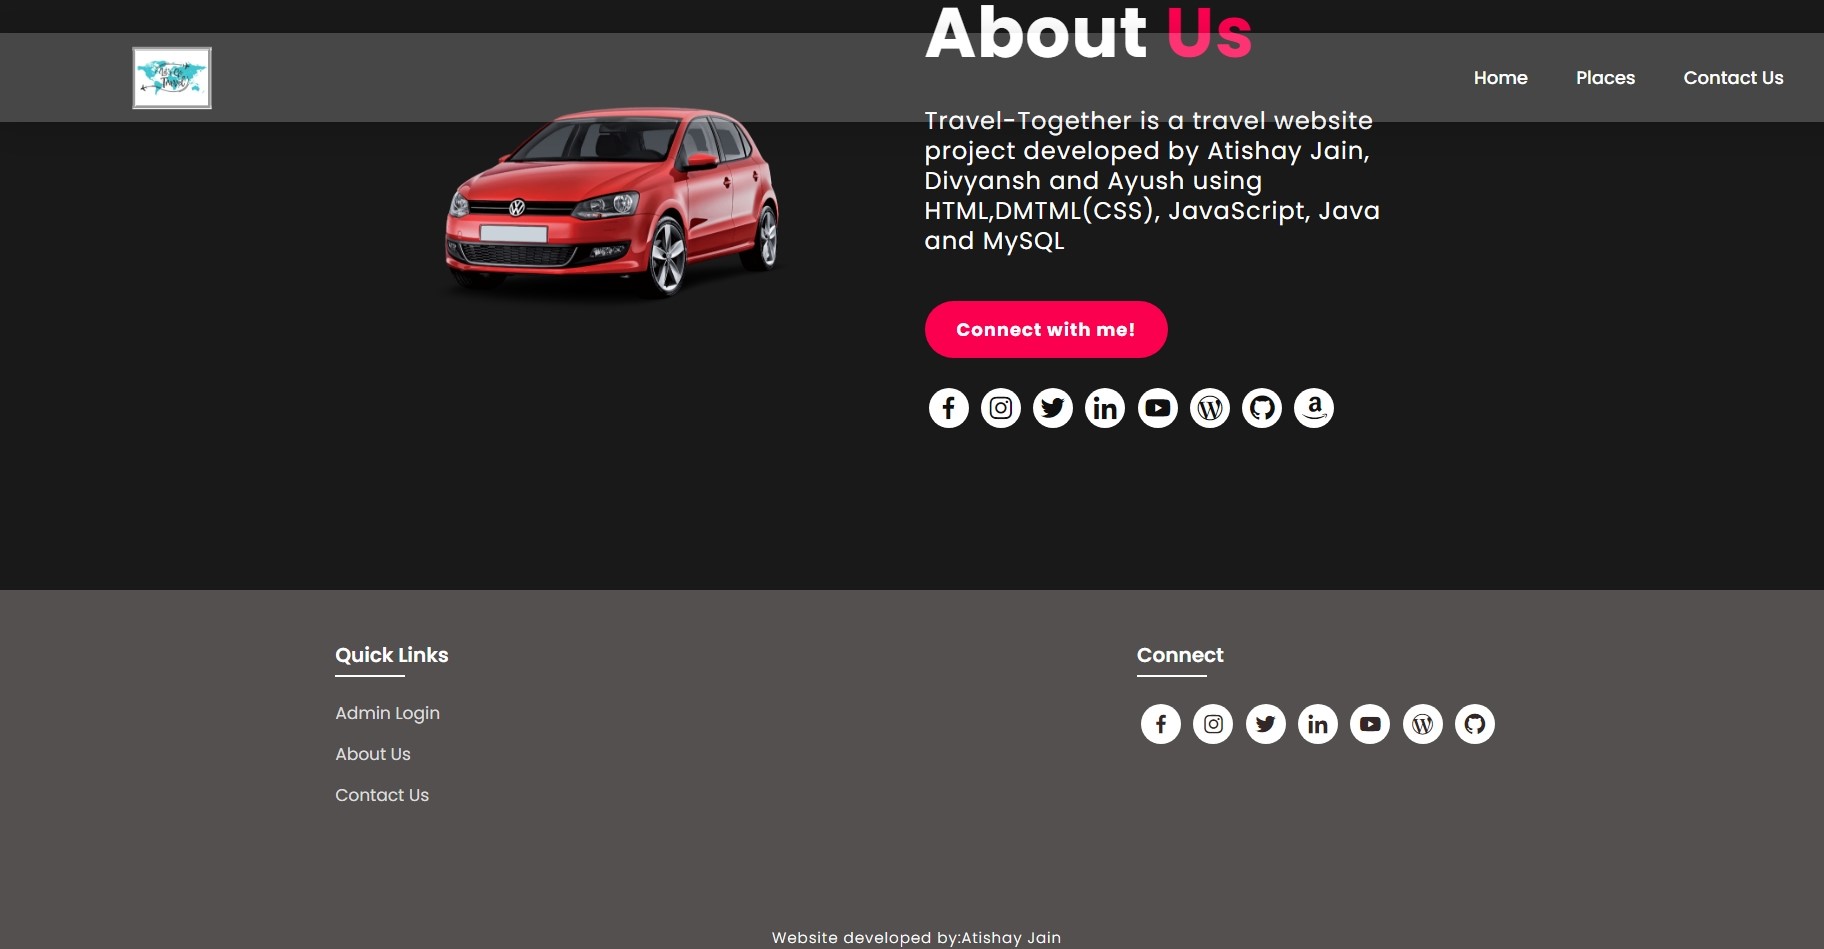 About Us
Home Places Contact Us
Travel-Together is a travel website
project developed by Atishay Jain,
Divyansh and Ayush using
HTML,DMTML(CSS), JavaScript, Java
and MySQL
Connect with me!
Quick Links
Admin Login
About Us
Contact Us
Connect
Website developed by:Atishay Jain